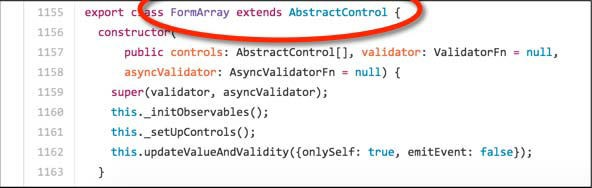 1155 export class FormArray extends AbstractControl {
1156 constructor(
1157 public controls: AbstractControl[], validator: ValidatorFn = null,
1158 asyncValidator: AsyncValidatorFn = null) {
1159 super(validator, asyncValidator);
1160 this._initObservables();
1161 this._setUpControls();
1162 this.updateValueAndValidity({onlySelf: true, emitEvent: false});
1163 }